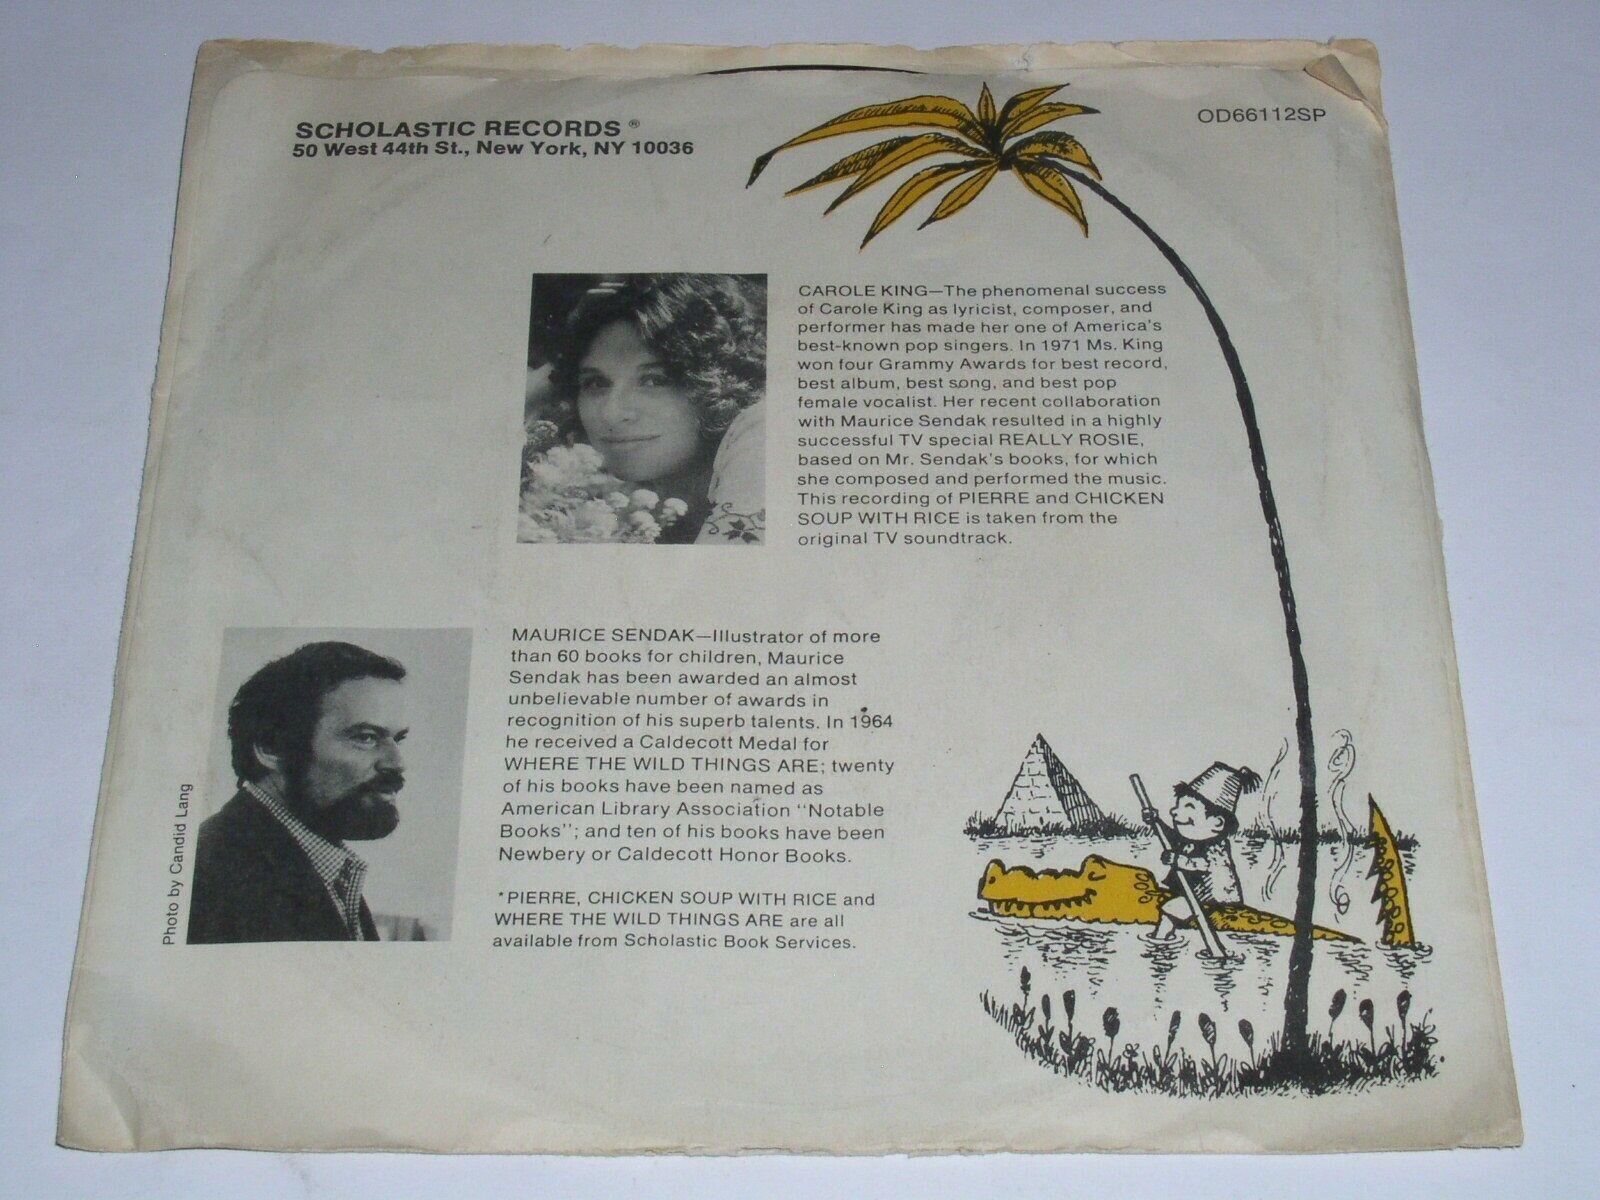 SCHOLASTIC RECORDS ®
50 West 44th St., New York, NY 10036
OD66112SP
CAROLE KING—The phenomenal success
of Carole King as lyricist, composer, and
performer has made her one of America's
best-known pop singers. In 1971 Ms. King
won four Grammy Awards for best record,
best album, best song, and best pop
female vocalist. Her recent collaboration
with Maurice Sendak resulted in a highly
successful TV special REALLY ROSIE,
based on Mr. Sendak's books, for which
she composed and performed the music.
This recording of PIERRE and CHICKEN
SOUP WITH RICE is taken from the
original TV soundtrack.
MAURICE SENDAK—Illustrator of more
than 60 books for children, Maurice
Sendak has been awarded an almost
unbelievable number of awards in
recognition of his superb talents. In 1964
he received a Caldecott Medal for
WHERE THE WILD THINGS ARE; twenty
of his books have been named as
American Library Association "Notable
Books"; and ten of his books have been
Newbery or Caldecott Honor Books.
*PIERRE, CHICKEN SOUP WITH RICE and
WHERE THE WILD THINGS ARE are all
available from Scholastic Book Services.
Photo by Candid Lang